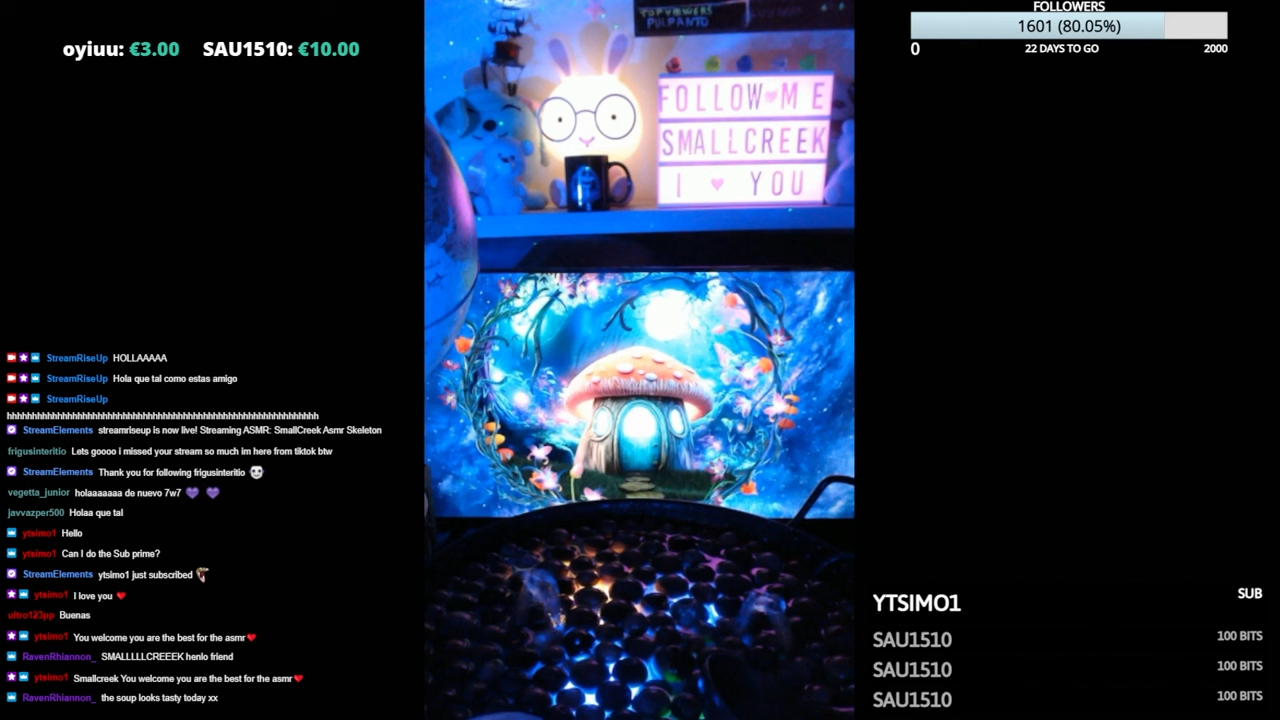 oyiuu: €3.00 SAU1510: €10.00
TOPVIEWERS
PULPANTO
FOLLOW♥ME
SMALLCREEK
I ♥ YOU
FOLLOWERS
1601 (80.05%)
0 22 DAYS TO GO 2000
StreamRiseUp HOLLAAAAA
StreamRiseUp Hola que tal como estas amigo
StreamRiseUp
StreamElements streamriseup is now live! Streaming ASMR: SmallCreek Asmr Skeleton
frigusinteritio Lets goooo i missed your stream so much im here from tiktok btw
StreamElements Thank you for following frigusinteritio
vegetta_junior holaaaaaaa de nuevo 7w7 💜 💜
javvazper500 Holaa que tal
ytsimo1 Hello
ytsimo1 Can I do the Sub prime?
StreamElements ytsimo1 just subscribed
ytsimo1 I love you ❤
ultro123pp Buenas
ytsimo1 You welcome you are the best for the asmr❤
RavenRhiannon_ SMALLLLLCREEEK henlo friend
ytsimo1 Smallcreek You welcome you are the best for the asmr❤
RavenRhiannon_ the soup looks tasty today xx
YTSIMO1 SUB
SAU1510 100 BITS
SAU1510 100 BITS
SAU1510 100 BITS